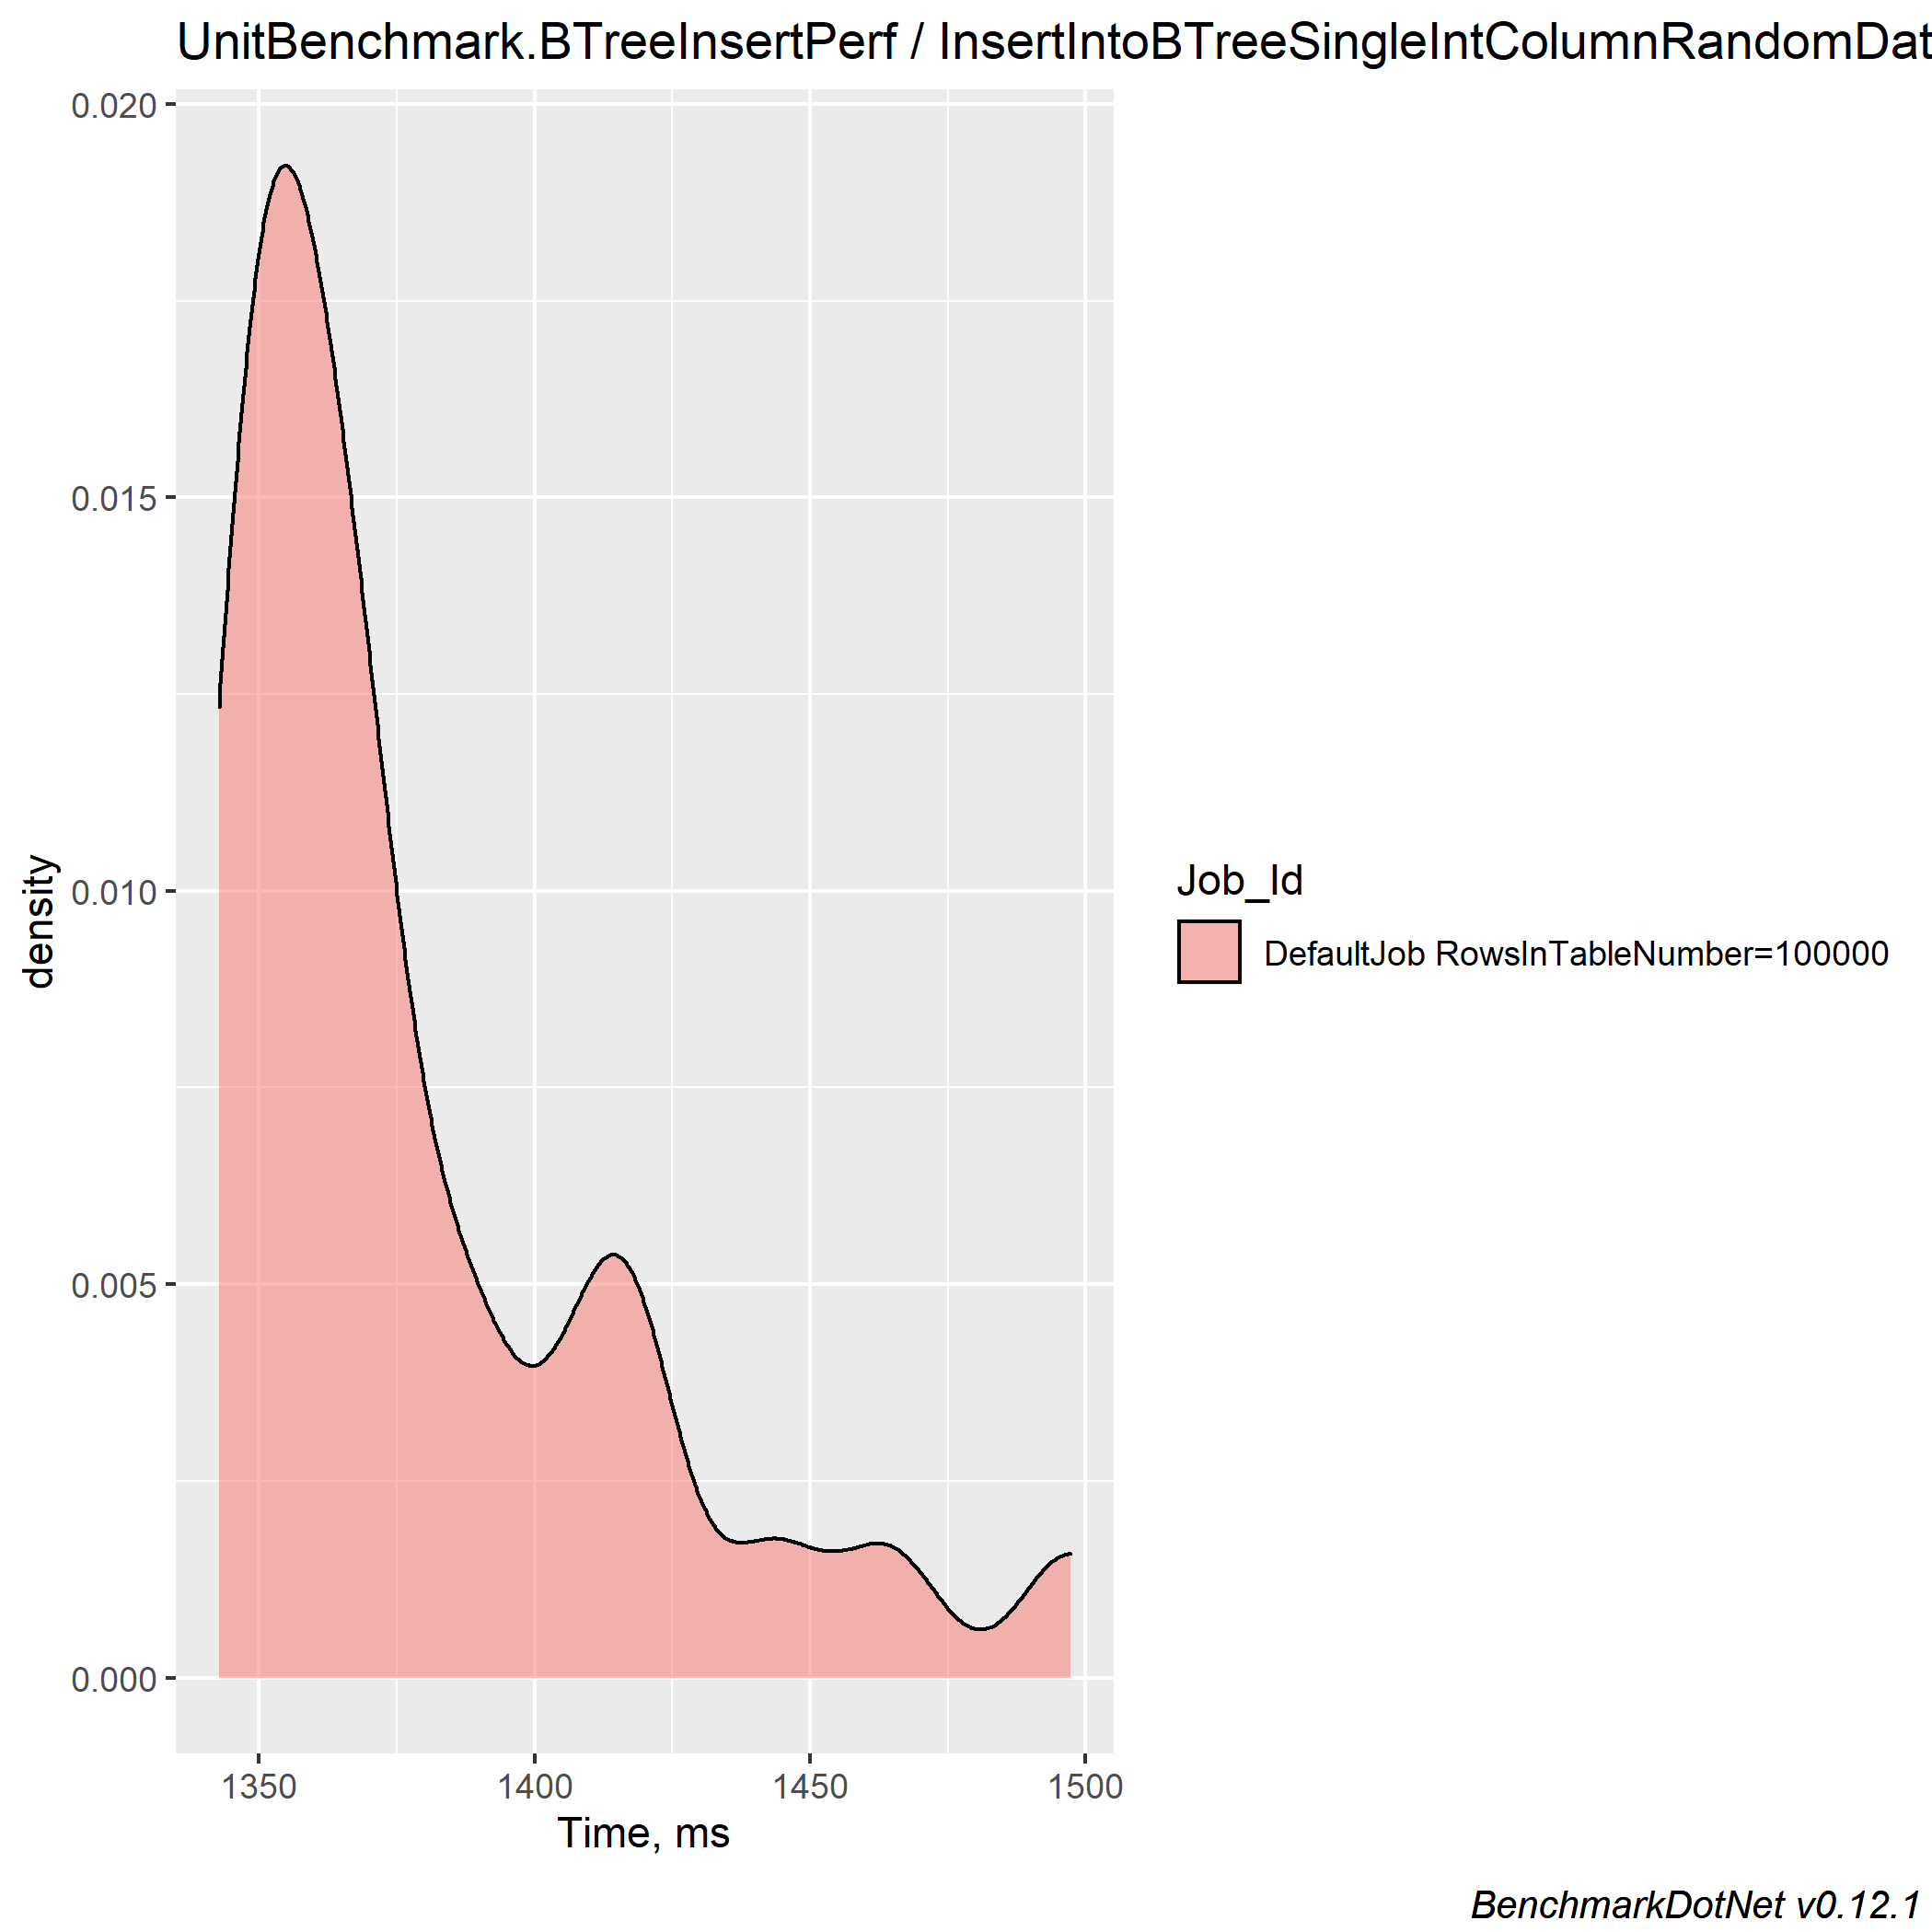 UnitBenchmark.BTreeInsertPerf / InsertIntoBTreeSingleIntColumnRandomDat
0.020
0.015
0.010
0.005
0.000
density
1350 1400 1450 1500
Time, ms
Job_Id
DefaultJob RowsInTableNumber=100000
BenchmarkDotNet v0.12.1